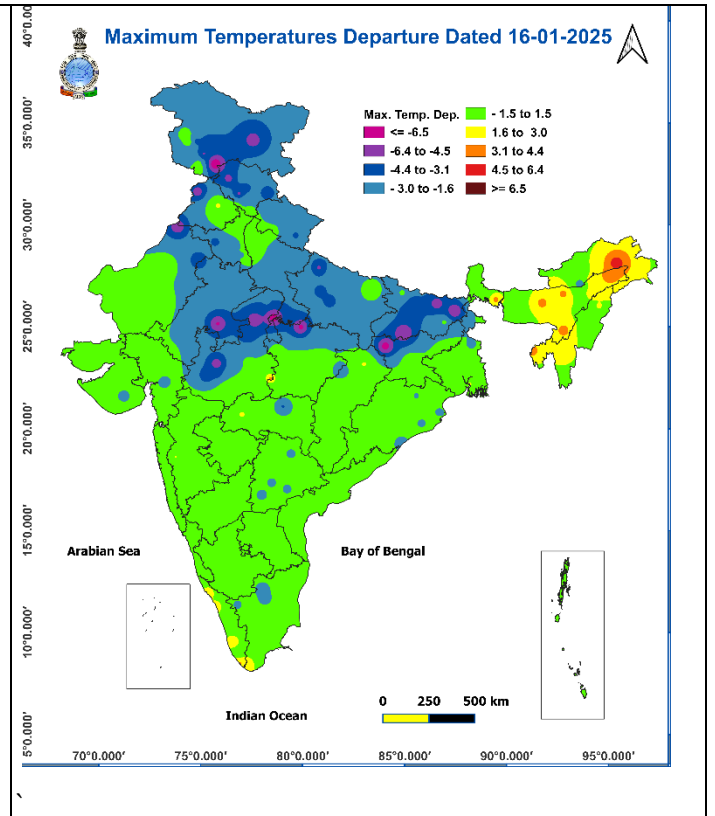 Maximum Temperatures Departure Dated 16-01-2025
Max. Temp. Dep.
<= -6.5
-6.4 to -4.5
-4.4 to -3.1
- 3.0 to -1.6
- 1.5 to 1.5
1.6 to 3.0
3.1 to 4.4
4.5 to 6.4
>= 6.5
40°0.000'
35°0.000'
30°0.000'
25°0.000'
20°0.000'
15°0.000'
10°0.000'
5°0.000'
Arabian Sea
Bay of Bengal
Indian Ocean
0 250 500 km
70°0.000' 75°0.000' 80°0.000' 85°0.000' 90°0.000' 95°0.000'
`